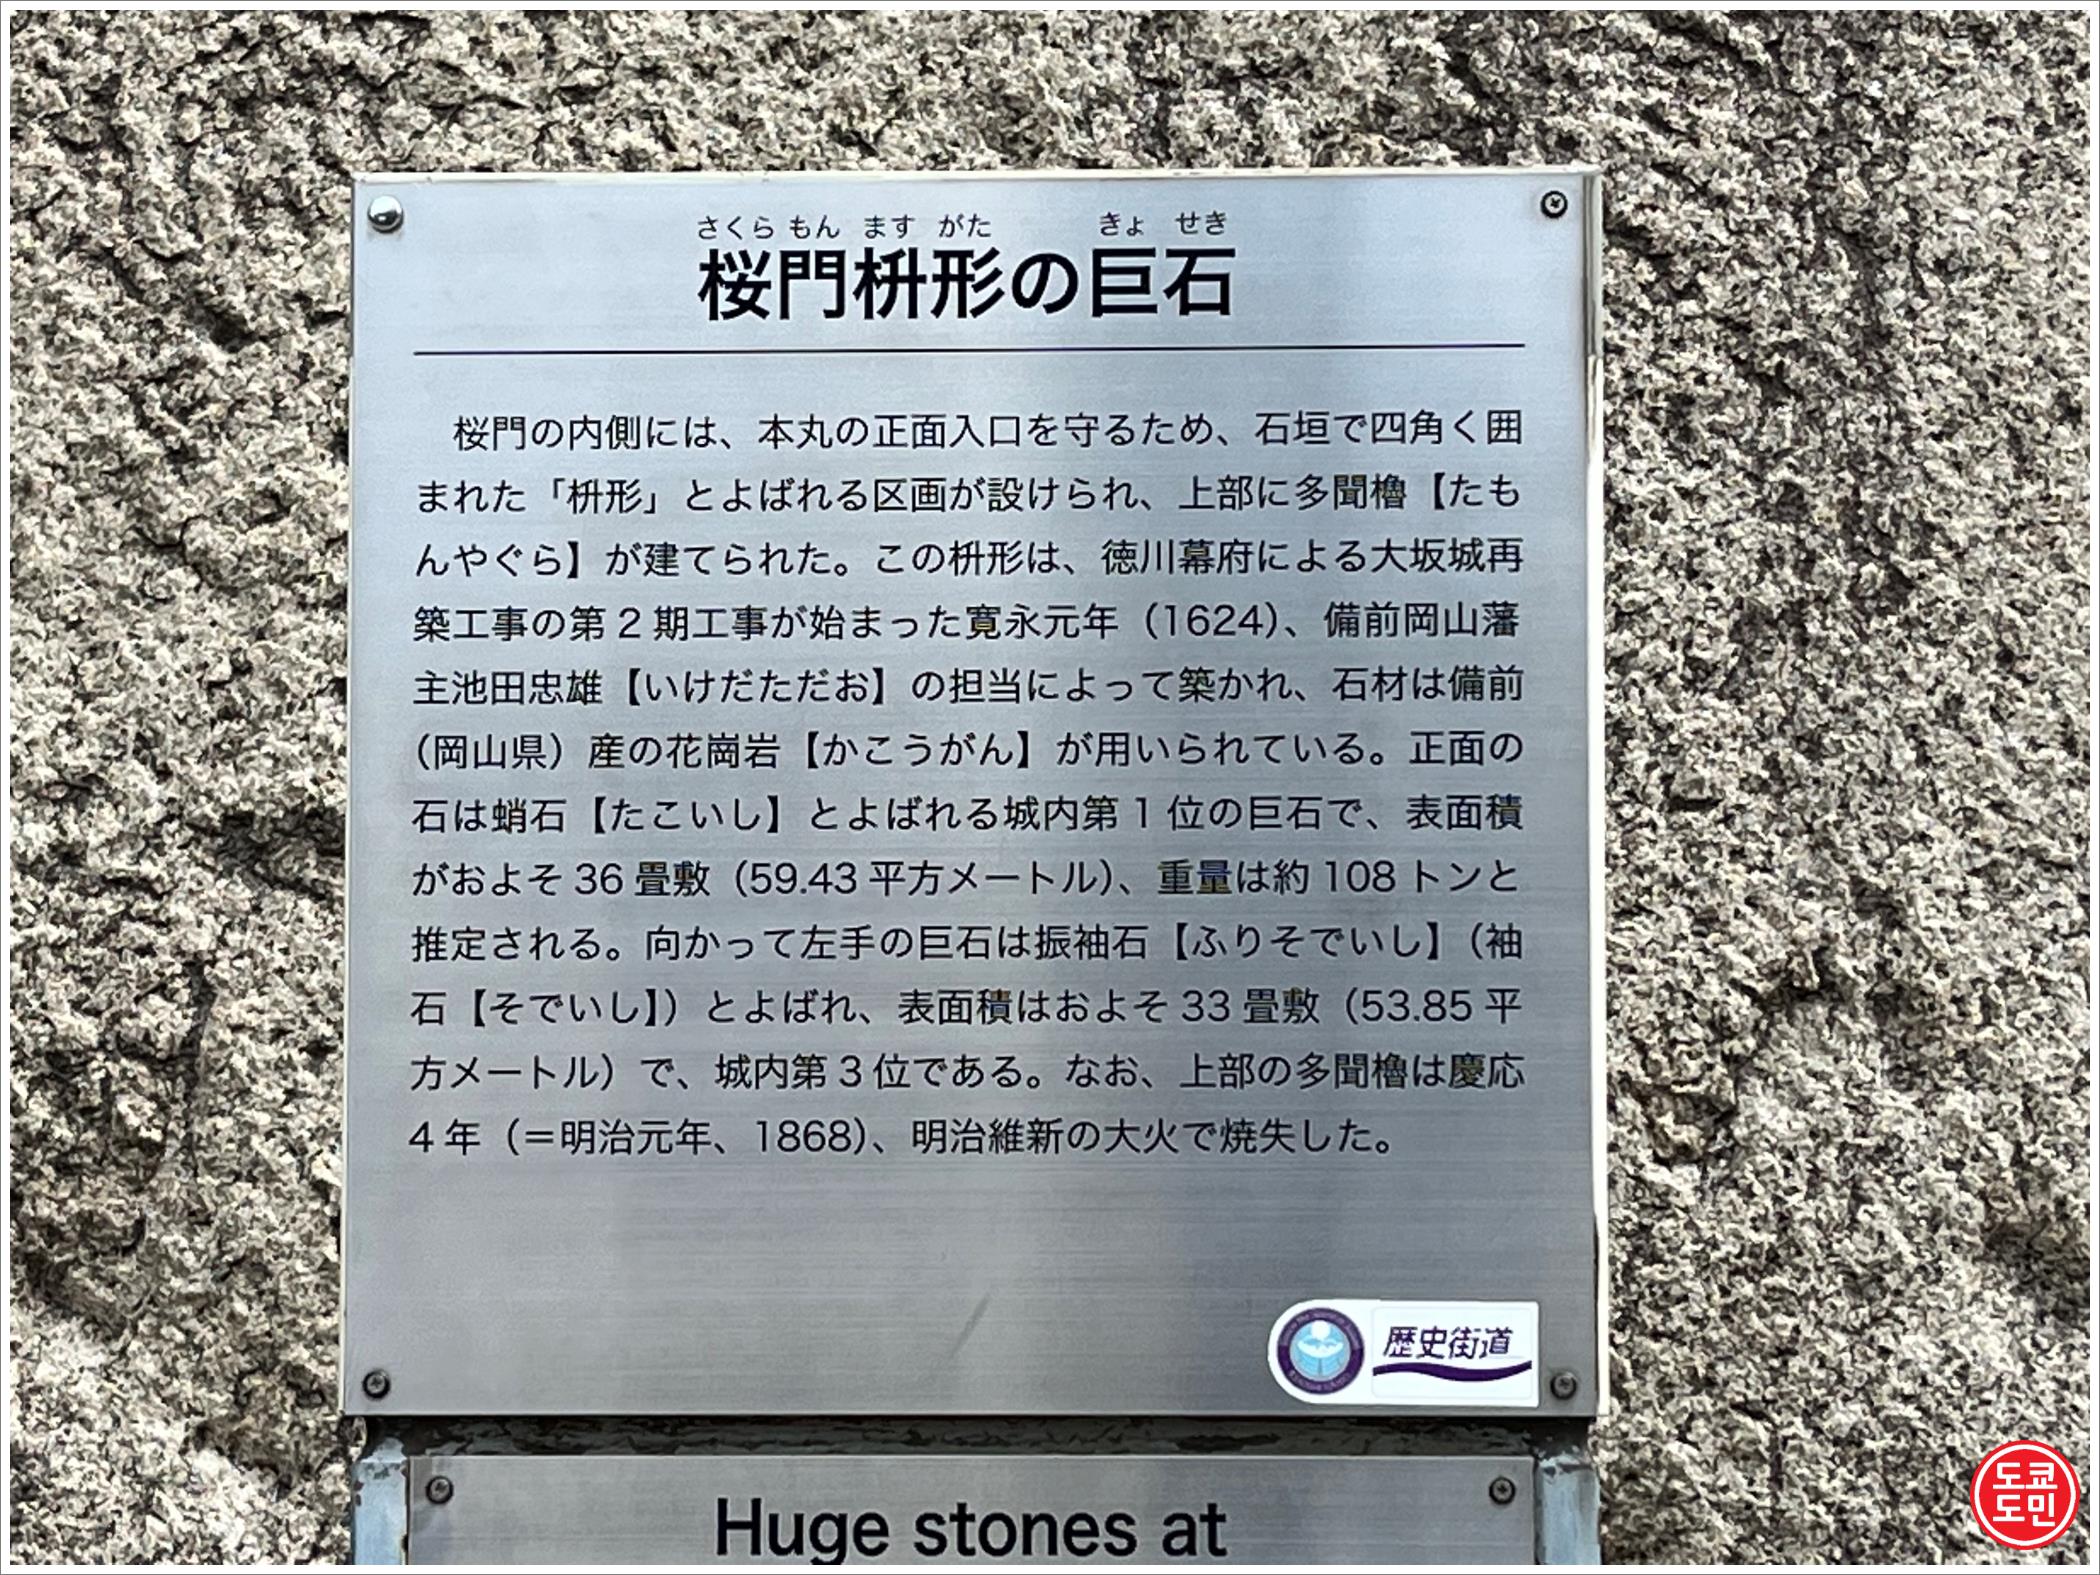 さくら もん ます がた きょ せき
桜門枡形の巨石
桜門の内側には、本丸の正面入口を守るため、石垣で四角く囲
まれた「枡形」とよばれる区画が設けられ、上部に多聞櫓【たも
んやぐら】が建てられた。この枡形は、徳川幕府による大坂城再
築工事の第2期工事が始まった寛永元年（1624）、備前岡山藩
主池田忠雄【いけだただお】の担当によって築かれ、石材は備前
（岡山県）産の花崗岩【かこうがん】が用いられている。正面の
石は蛸石【たこいし】とよばれる城内第1位の巨石で、表面積
がおよそ36畳敷（59.43平方メートル）、重量は約108トンと
推定される。向かって左手の巨石は振袖石【ふりそでいし】（袖
石【そでいし】）とよばれ、表面積はおよそ33畳敷（53.85平
方メートル）で、城内第3位である。なお、上部の多聞櫓は慶応
4年（＝明治元年、1868）、明治維新の大火で焼失した。
歴史街道
Huge stones at
도쿄
도민